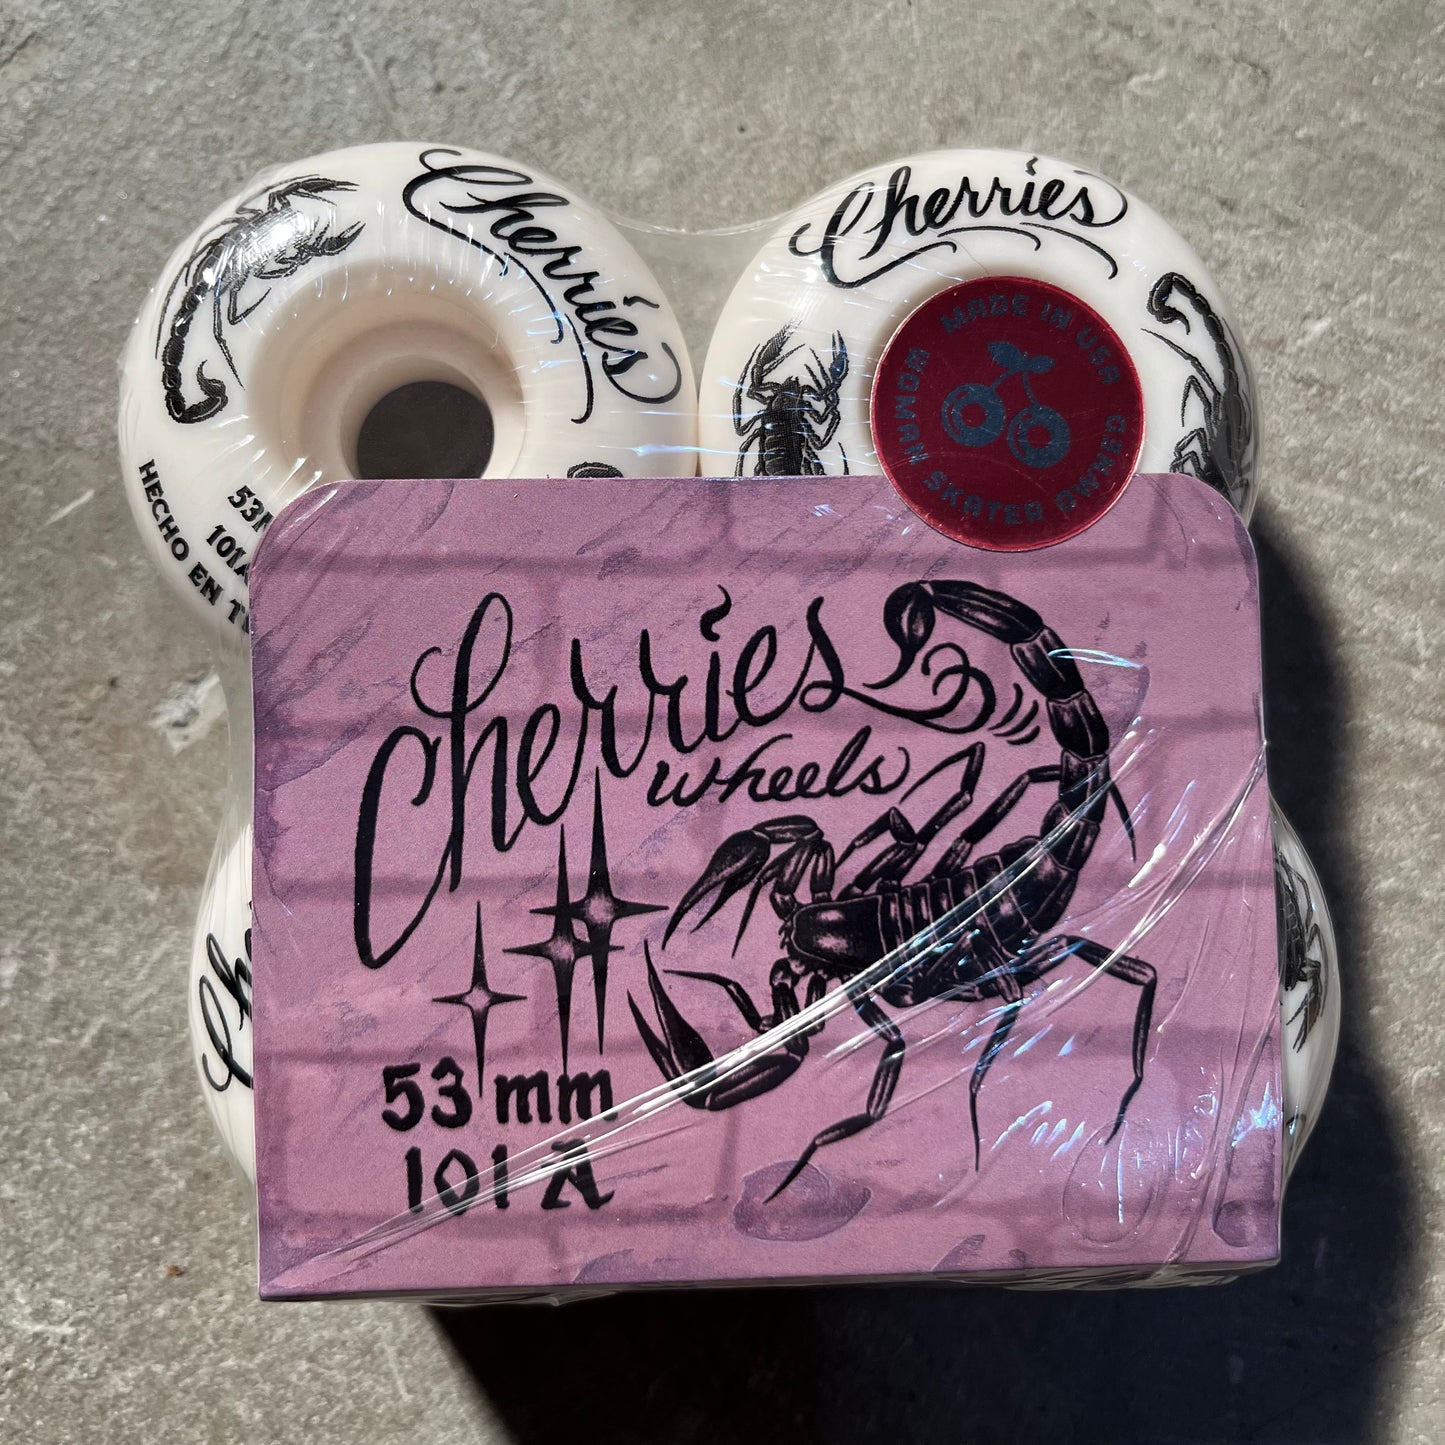 Cherries
53
101A
HECHO EN
Cherries
MADE IN USA
WOMAN SKATER OWNED
Cherries
wheels
53 mm
101 A